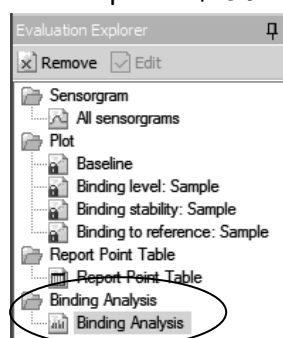 Evaluation Explorer
Remove Edit
Sensorgram
All sensorgrams
Plot
Baseline
Binding level: Sample
Binding stability: Sample
Binding to reference: Sample
Report Point Table
Report Point Table
Binding Analysis
Binding Analysis